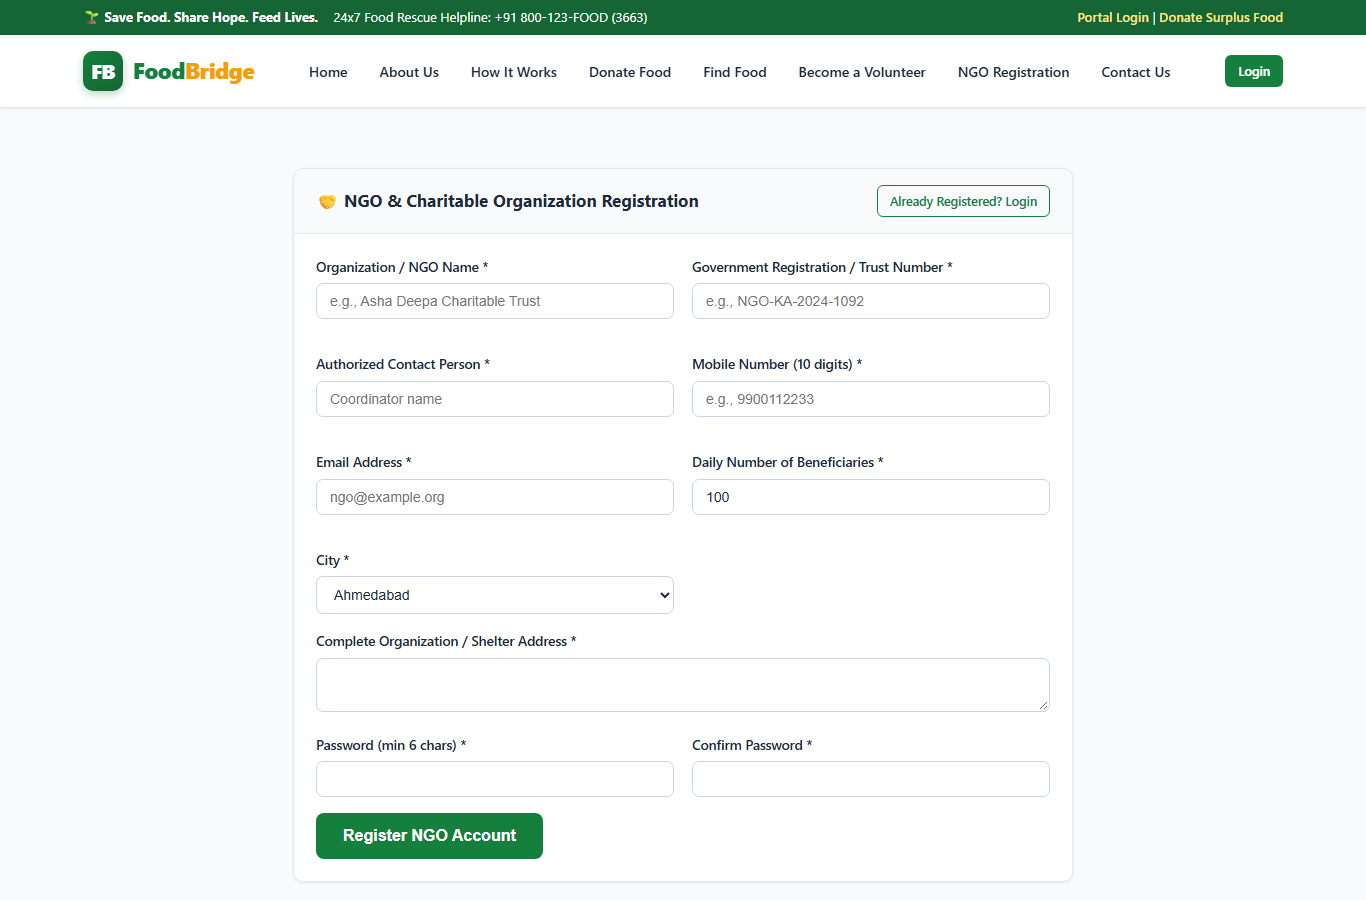 Save Food. Share Hope. Feed Lives. 24x7 Food Rescue Helpline: +91 800-123-FOOD (3663) Portal Login | Donate Surplus Food
FB FoodBridge Home About Us How It Works Donate Food Find Food Become a Volunteer NGO Registration Contact Us Login
NGO & Charitable Organization Registration Already Registered? Login
Organization / NGO Name * Government Registration / Trust Number *
e.g., Asha Deepa Charitable Trust e.g., NGO-KA-2024-1092
Authorized Contact Person * Mobile Number (10 digits) *
Coordinator name e.g., 9900112233
Email Address * Daily Number of Beneficiaries *
ngo@example.org 100
City *
Ahmedabad
Complete Organization / Shelter Address *
Password (min 6 chars) * Confirm Password *
Register NGO Account